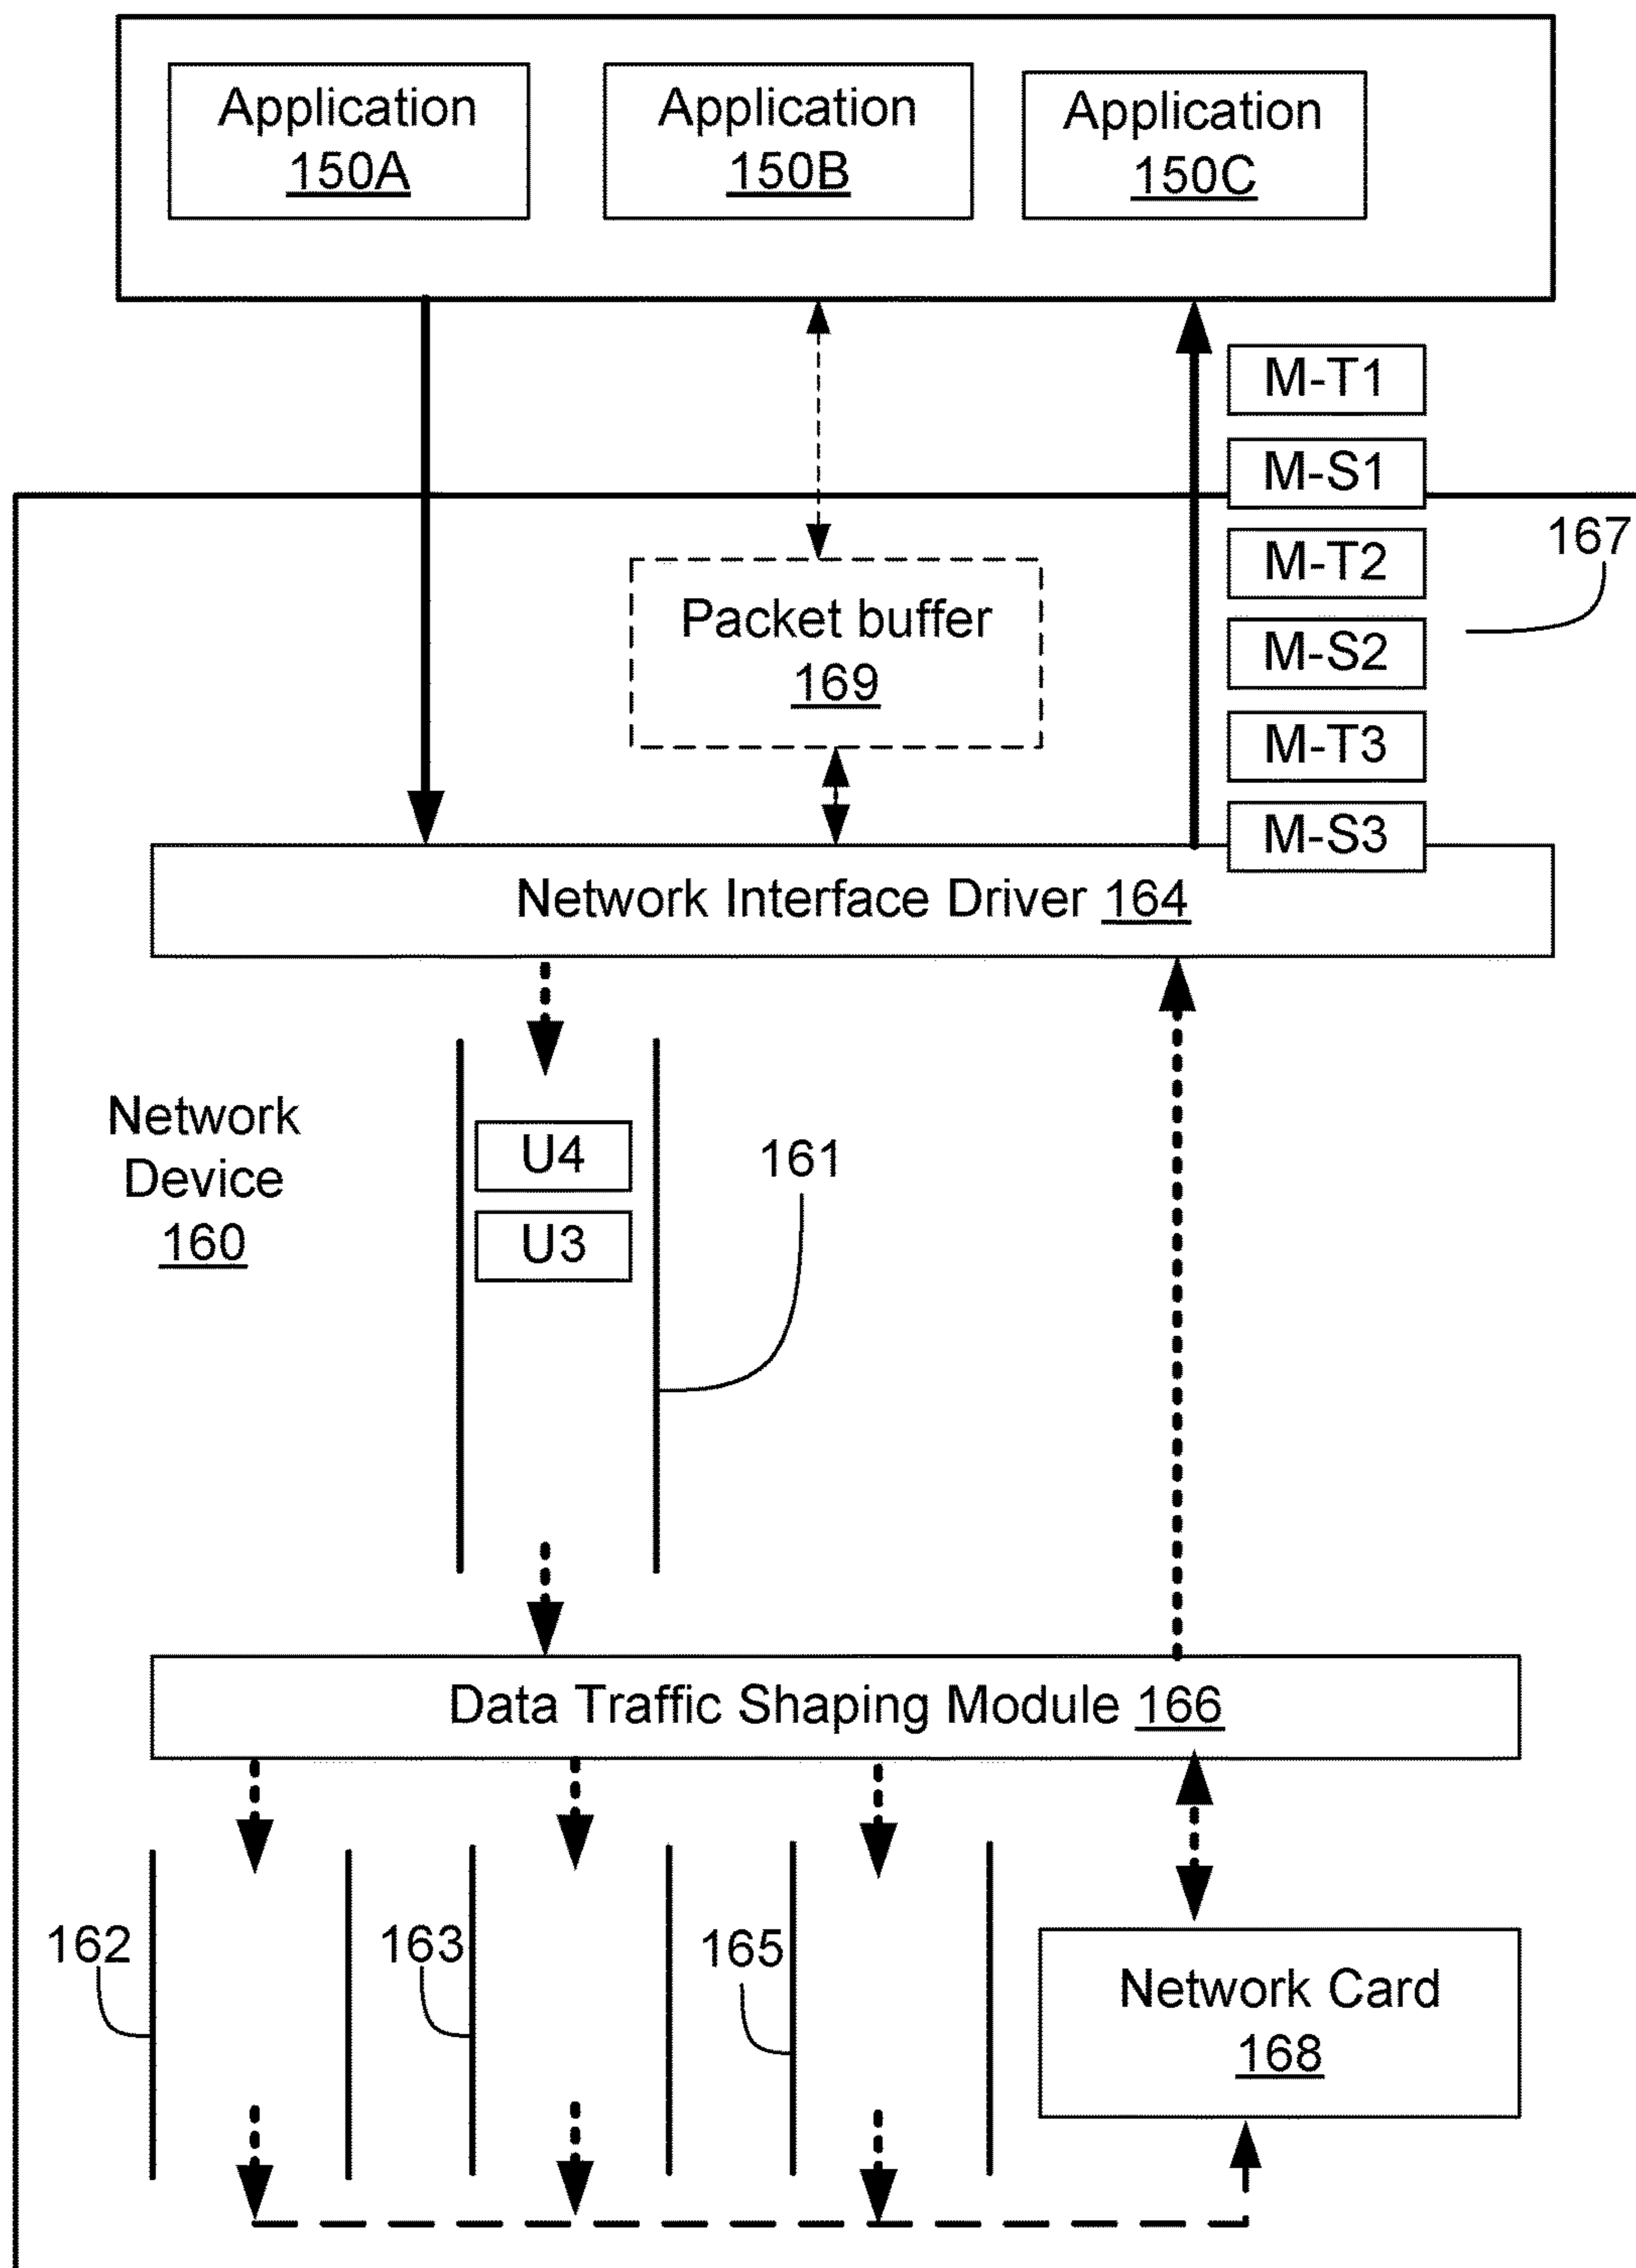 Application
150A
Application
150B
Application
150C
M-T1
M-S1
M-T2
M-S2
M-T3
M-S3
167
Packet buffer
169
Network Interface Driver 164
Network
Device
160
U4
U3
161
Data Traffic Shaping Module 166
162
163
165
Network Card
168